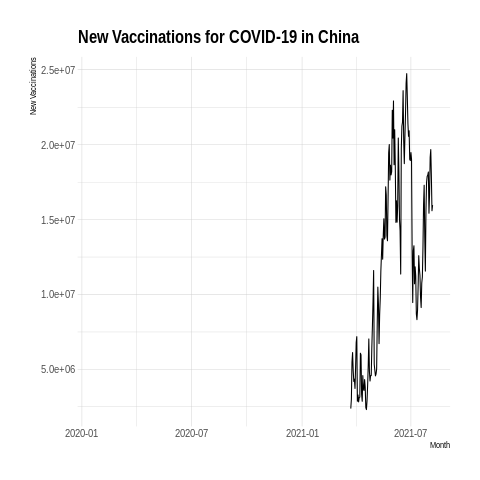 New Vaccinations for COVID-19 in China
New Vaccinations
2.5e+07
2.0e+07
1.5e+07
1.0e+07
5.0e+06
2020-01 2020-07 2021-01 2021-07
Month